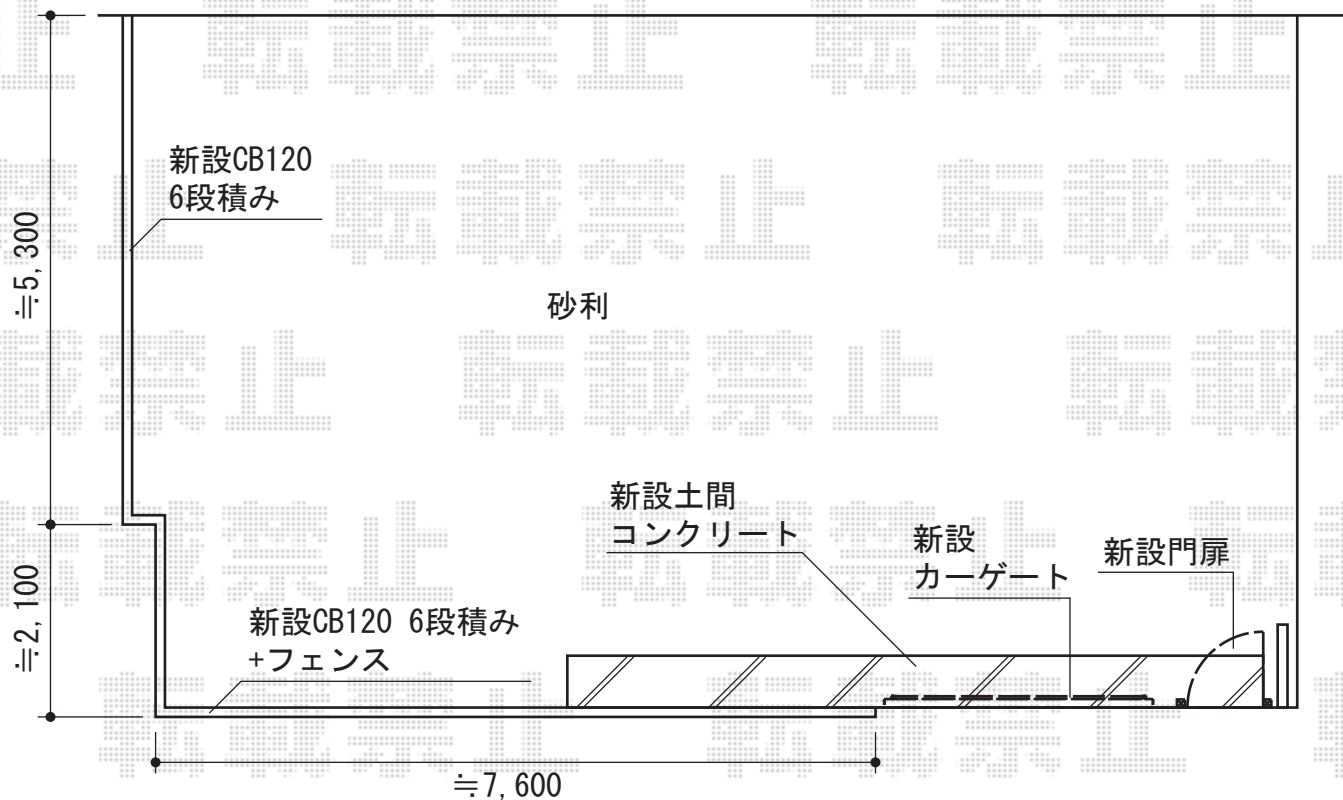 新設CB120
6段積み
≒5,300
砂利
新設土間
コンクリート
新設
カーゲート
新設門扉
≒2,100
新設CB120 6段積み
+フェンス
≒7,600
転載禁止